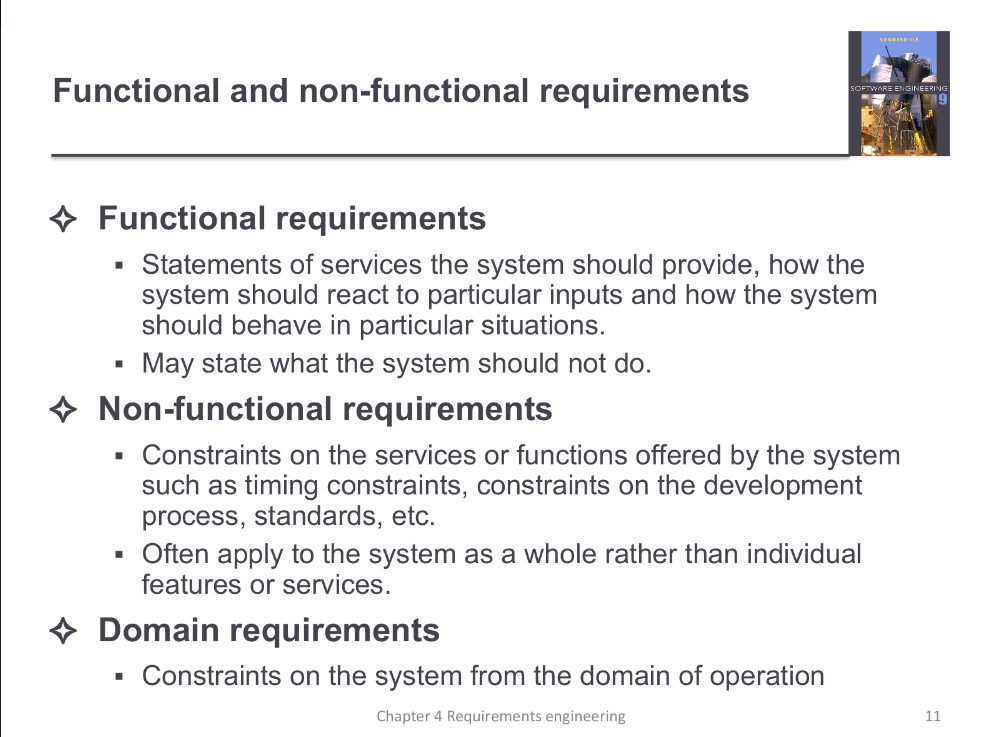 Functional and non-functional requirements
SOMMERVILLE
SOFTWARE ENGINEERING
9
Functional requirements
Statements of services the system should provide, how the
system should react to particular inputs and how the system
should behave in particular situations.
May state what the system should not do.
Non-functional requirements
Constraints on the services or functions offered by the system
such as timing constraints, constraints on the development
process, standards, etc.
Often apply to the system as a whole rather than individual
features or services.
Domain requirements
Constraints on the system from the domain of operation
Chapter 4 Requirements engineering
11